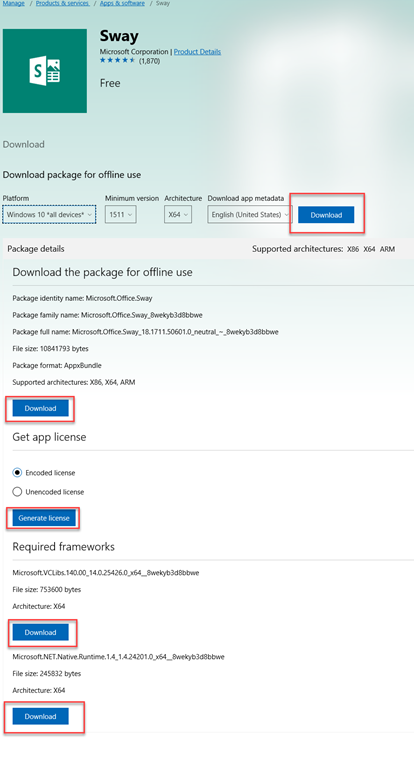 Manage / Products & services / Apps & software / Sway
Sway
Microsoft Corporation | Product Details
(1,870)
Free
S
Download
Download package for offline use
Platform Minimum version Architecture Download app metadata
Windows 10 *all devices* 1511 X64 English (United States) Download
Package details Supported architectures: X86 X64 ARM
Download the package for offline use
Package identity name: Microsoft.Office.Sway
Package family name: Microsoft.Office.Sway_8wekyb3d8bbwe
Package full name: Microsoft.Office.Sway_18.1711.50601.0_neutral_~_8wekyb3d8bbwe
File size: 10841793 bytes
Package format: AppxBundle
Supported architectures: X86, X64, ARM
Download
Get app license
Encoded license
Unencoded license
Generate license
Required frameworks
Microsoft.VCLibs.140.00_14.0.25426.0_x64__8wekyb3d8bbwe
File size: 753600 bytes
Architecture: X64
Download
Microsoft.NET.Native.Runtime.1.4_1.4.24201.0_x64__8wekyb3d8bbwe
File size: 245832 bytes
Architecture: X64
Download